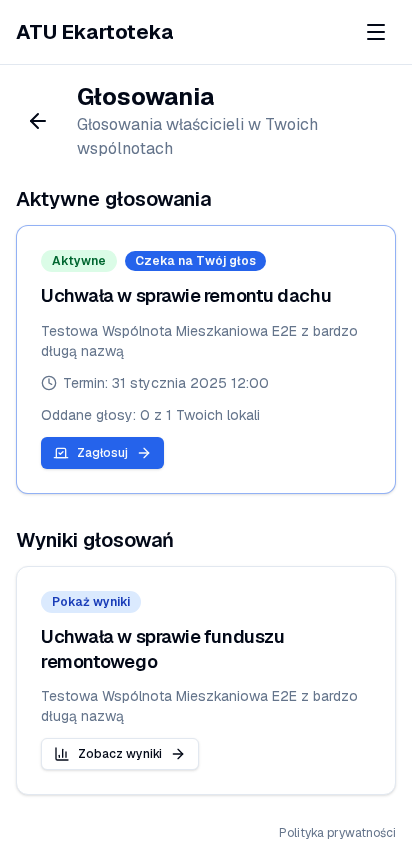 ATU Ekartoteka
Głosowania
Głosowania właścicieli w Twoich
wspólnotach
Aktywne głosowania
Aktywne
Czeka na Twój głos
Uchwała w sprawie remontu dachu
Testowa Wspólnota Mieszkaniowa E2E z bardzo
długą nazwą
Termin: 31 stycznia 2025 12:00
Oddane głosy: 0 z 1 Twoich lokali
Zagłosuj
Wyniki głosowań
Pokaż wyniki
Uchwała w sprawie funduszu
remontowego
Testowa Wspólnota Mieszkaniowa E2E z bardzo
długą nazwą
Zobacz wyniki
Polityka prywatności